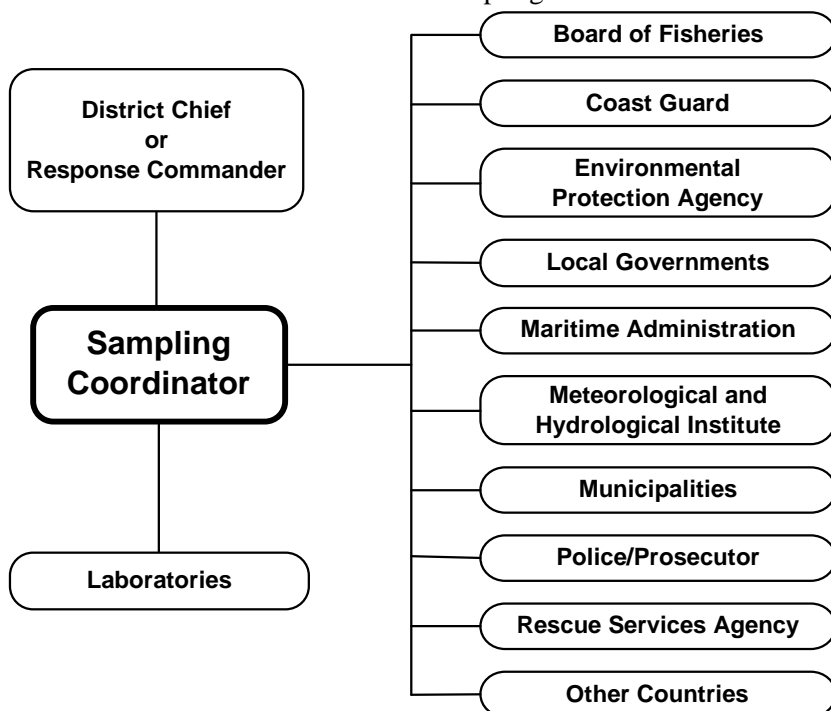 District Chief
or
Response Commander
Sampling
Coordinator
Laboratories
Board of Fisheries
Coast Guard
Environmental
Protection Agency
Local Governments
Maritime Administration
Meteorological and
Hydrological Institute
Municipalities
Police/Prosecutor
Rescue Services Agency
Other Countries